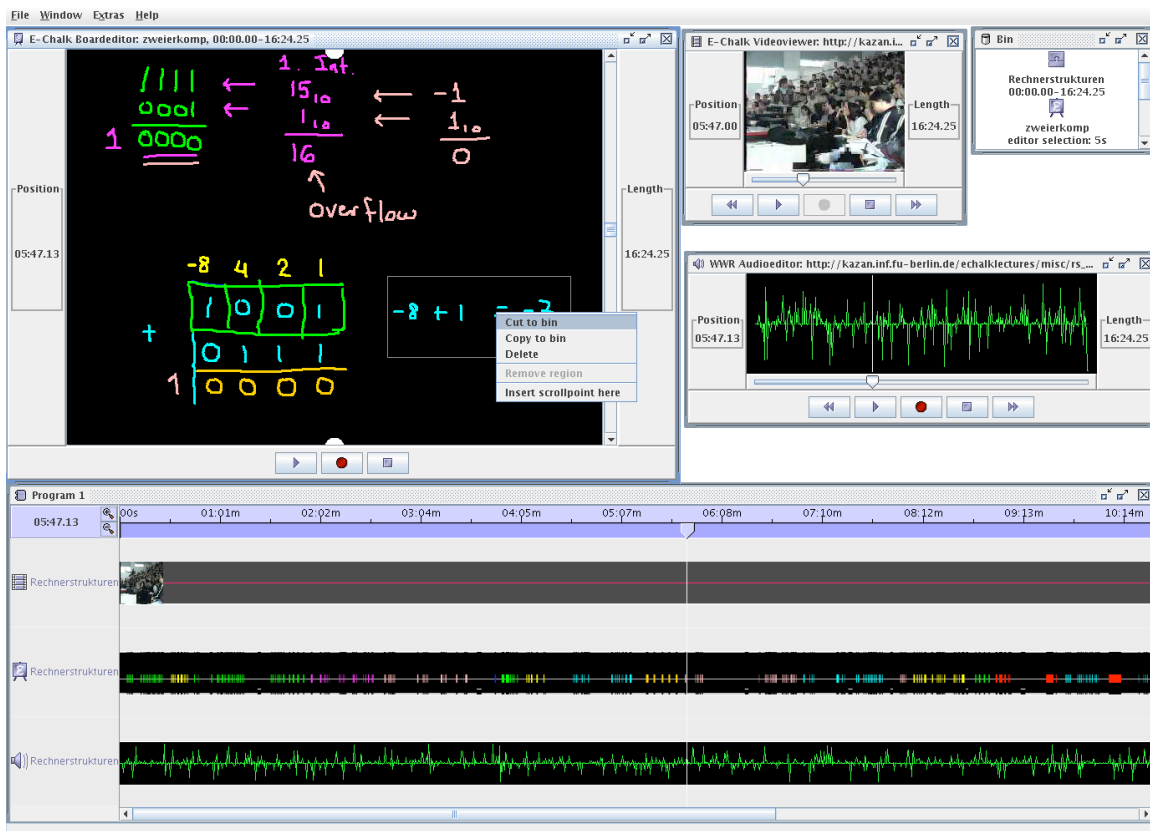 File Window Extras Help
E-Chalk Boardeditor: zweierkomp, 00:00.00-16:24.25
Position
05:47.13
Length
16:24.25
1. Int.
1111 ← 15₁₀ ← -1
0001 ← 1₁₀ ← 1₁₀
1 0000 16 0
↑
Overflow
-8 4 2 1
1 0 0 1
-8 + 1 = -7
+ 0 1 1 1
1 0 0 0 0
Cut to bin
Copy to bin
Delete
Remove region
Insert scrollpoint here
E-Chalk Videoviewer: http://kazan.i...
Position
05:47.00
Length
16:24.25
Bin
Rechnerstrukturen
00:00.00-16:24.25
zweierkomp
editor selection: 5s
WWR Audioeditor: http://kazan.inf.fu-berlin.de/echalklectures/misc/rs_...
Position
05:47.13
Length
16:24.25
Program 1
05:47.13
00s 01:01m 02:02m 03:04m 04:05m 05:07m 06:08m 07:10m 08:12m 09:13m 10:14m
Rechnerstrukturen
Rechnerstrukturen
Rechnerstrukturen